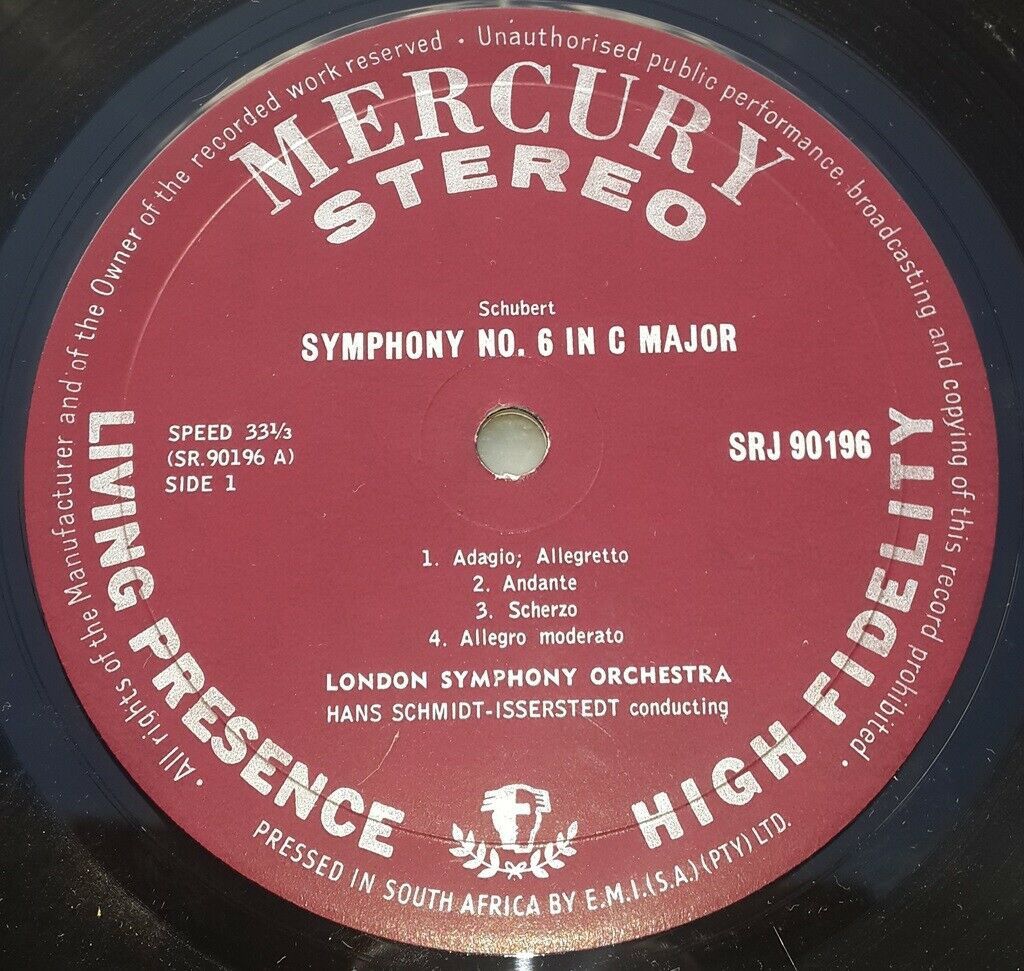 · All rights of the Manufacturer and of the Owner of the recorded work reserved · Unauthorised public performance, broadcasting and copying of this record prohibited ·
MERCURY
STEREO
Schubert
SYMPHONY NO. 6 IN C MAJOR
SPEED 33⅓
(SR.90196 A)
SIDE 1
SRJ 90196
1. Adagio; Allegretto
2. Andante
3. Scherzo
4. Allegro moderato
LONDON SYMPHONY ORCHESTRA
HANS SCHMIDT-ISSERSTEDT conducting
LIVING PRESENCE
HIGH FIDELITY
PRESSED IN SOUTH AFRICA BY E.M.I.(S.A.)(PTY) LTD.